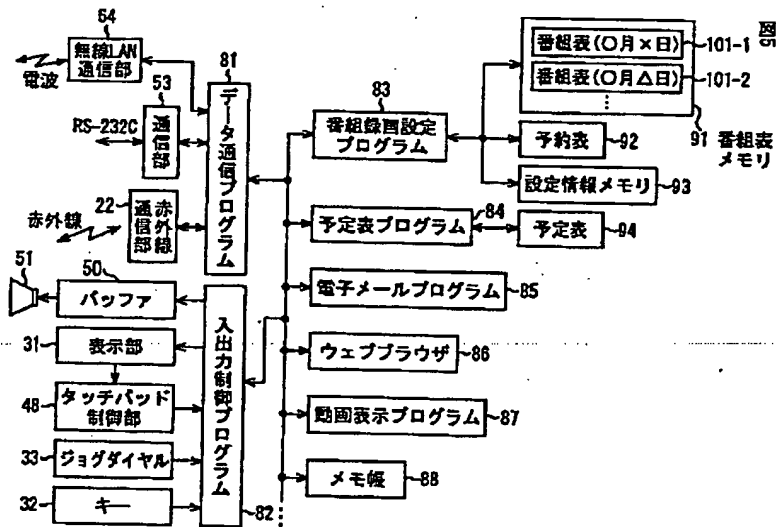 図5
54
無線LAN
通信部
電波
53
RS-232C
通信部
22
赤外線
通信部
赤外線
81
データ通信プログラム
51
50
バッファ
31
表示部
48
タッチパッド
制御部
33
ジョグダイヤル
32
キー
入出力制御プログラム
82
83
番組録画設定
プログラム
番組表(〇月×日)
101-1
番組表(〇月△日)
101-2
⋮
91 番組表
メモリ
予約表
92
設定情報メモリ
93
予定表プログラム
84
予定表
94
電子メールプログラム
85
ウェブブラウザ
86
動画表示プログラム
87
メモ帳
88